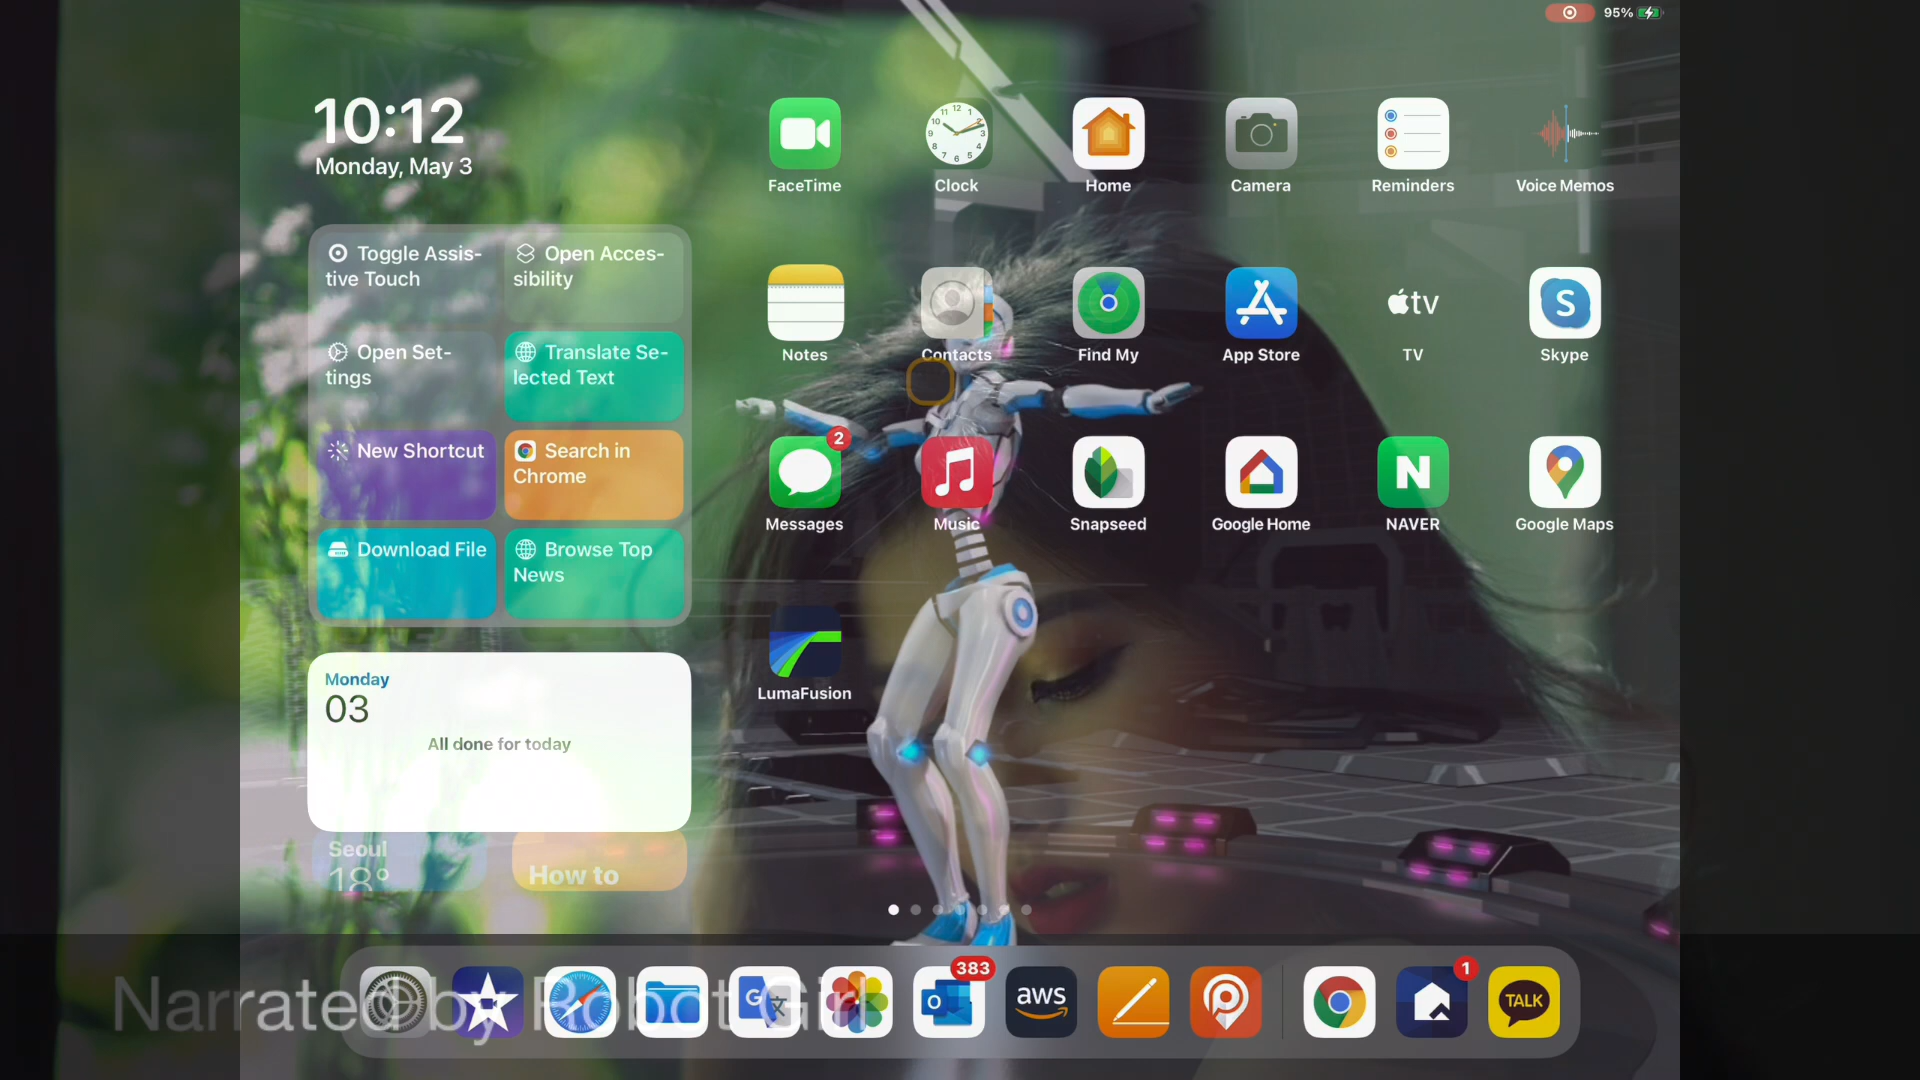 95%
10:12
Monday, May 3
Toggle Assis-
tive Touch
Open Acces-
sibility
Open Set-
tings
Translate Se-
lected Text
New Shortcut
Search in
Chrome
Download File
Browse Top
News
Monday
03
All done for today
Seoul
18°
How to
FaceTime
Clock
Home
Camera
Reminders
Voice Memos
Notes
Contacts
Find My
App Store
tv
TV
S
Skype
2
Messages
Music
Snapseed
Google Home
N
NAVER
Google Maps
LumaFusion
G
文
O
383
aws
1
TALK
Narrated by Robot Girl